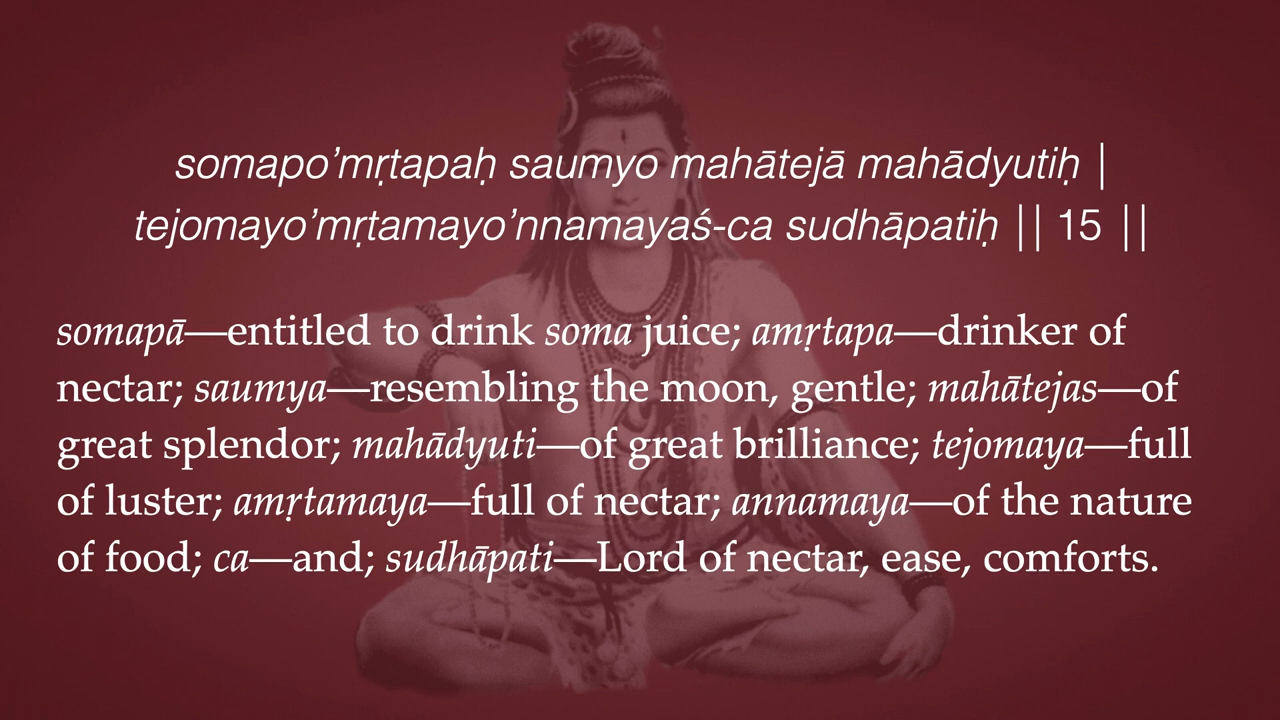 somapo’mṛtapaḥ saumyo mahātejā mahādyutiḥ |
tejomayo’mṛtamayo’nnamayaś-ca sudhāpatiḥ || 15 ||
somapā—entitled to drink soma juice; amṛtapa—drinker of
nectar; saumya—resembling the moon, gentle; mahātejas—of
great splendor; mahādyuti—of great brilliance; tejomaya—full
of luster; amṛtamaya—full of nectar; annamaya—of the nature
of food; ca—and; sudhāpati—Lord of nectar, ease, comforts.